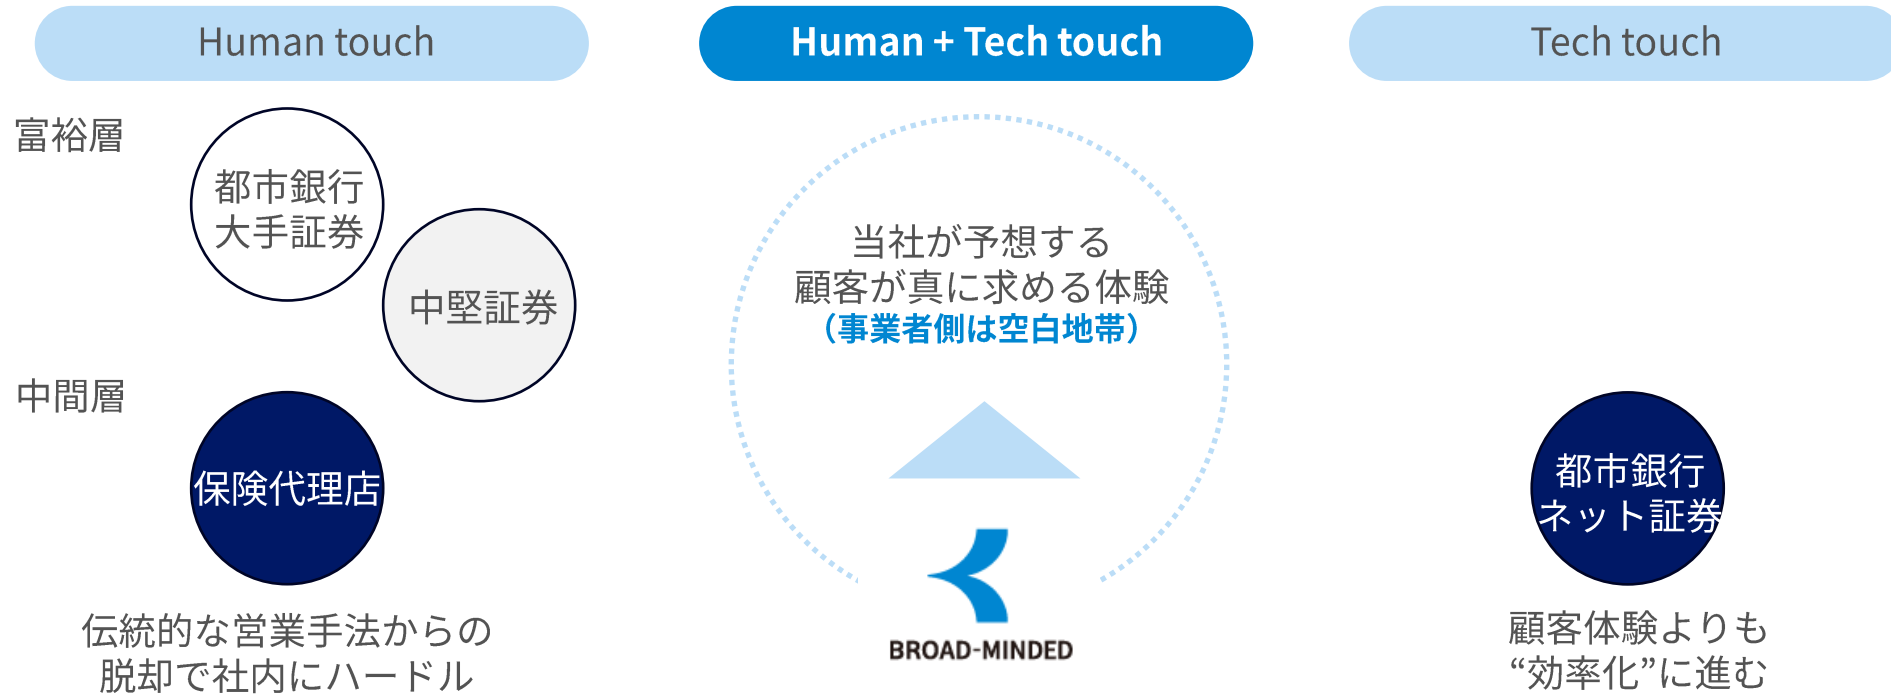 Human touch
Human + Tech touch
Tech touch
富裕層
都市銀行
大手証券
中堅証券
中間層
保険代理店
伝統的な営業手法からの
脱却で社内にハードル
当社が予想する
顧客が真に求める体験
（事業者側は空白地帯）
BROAD-MINDED
都市銀行
ネット証券
顧客体験よりも
“効率化”に進む